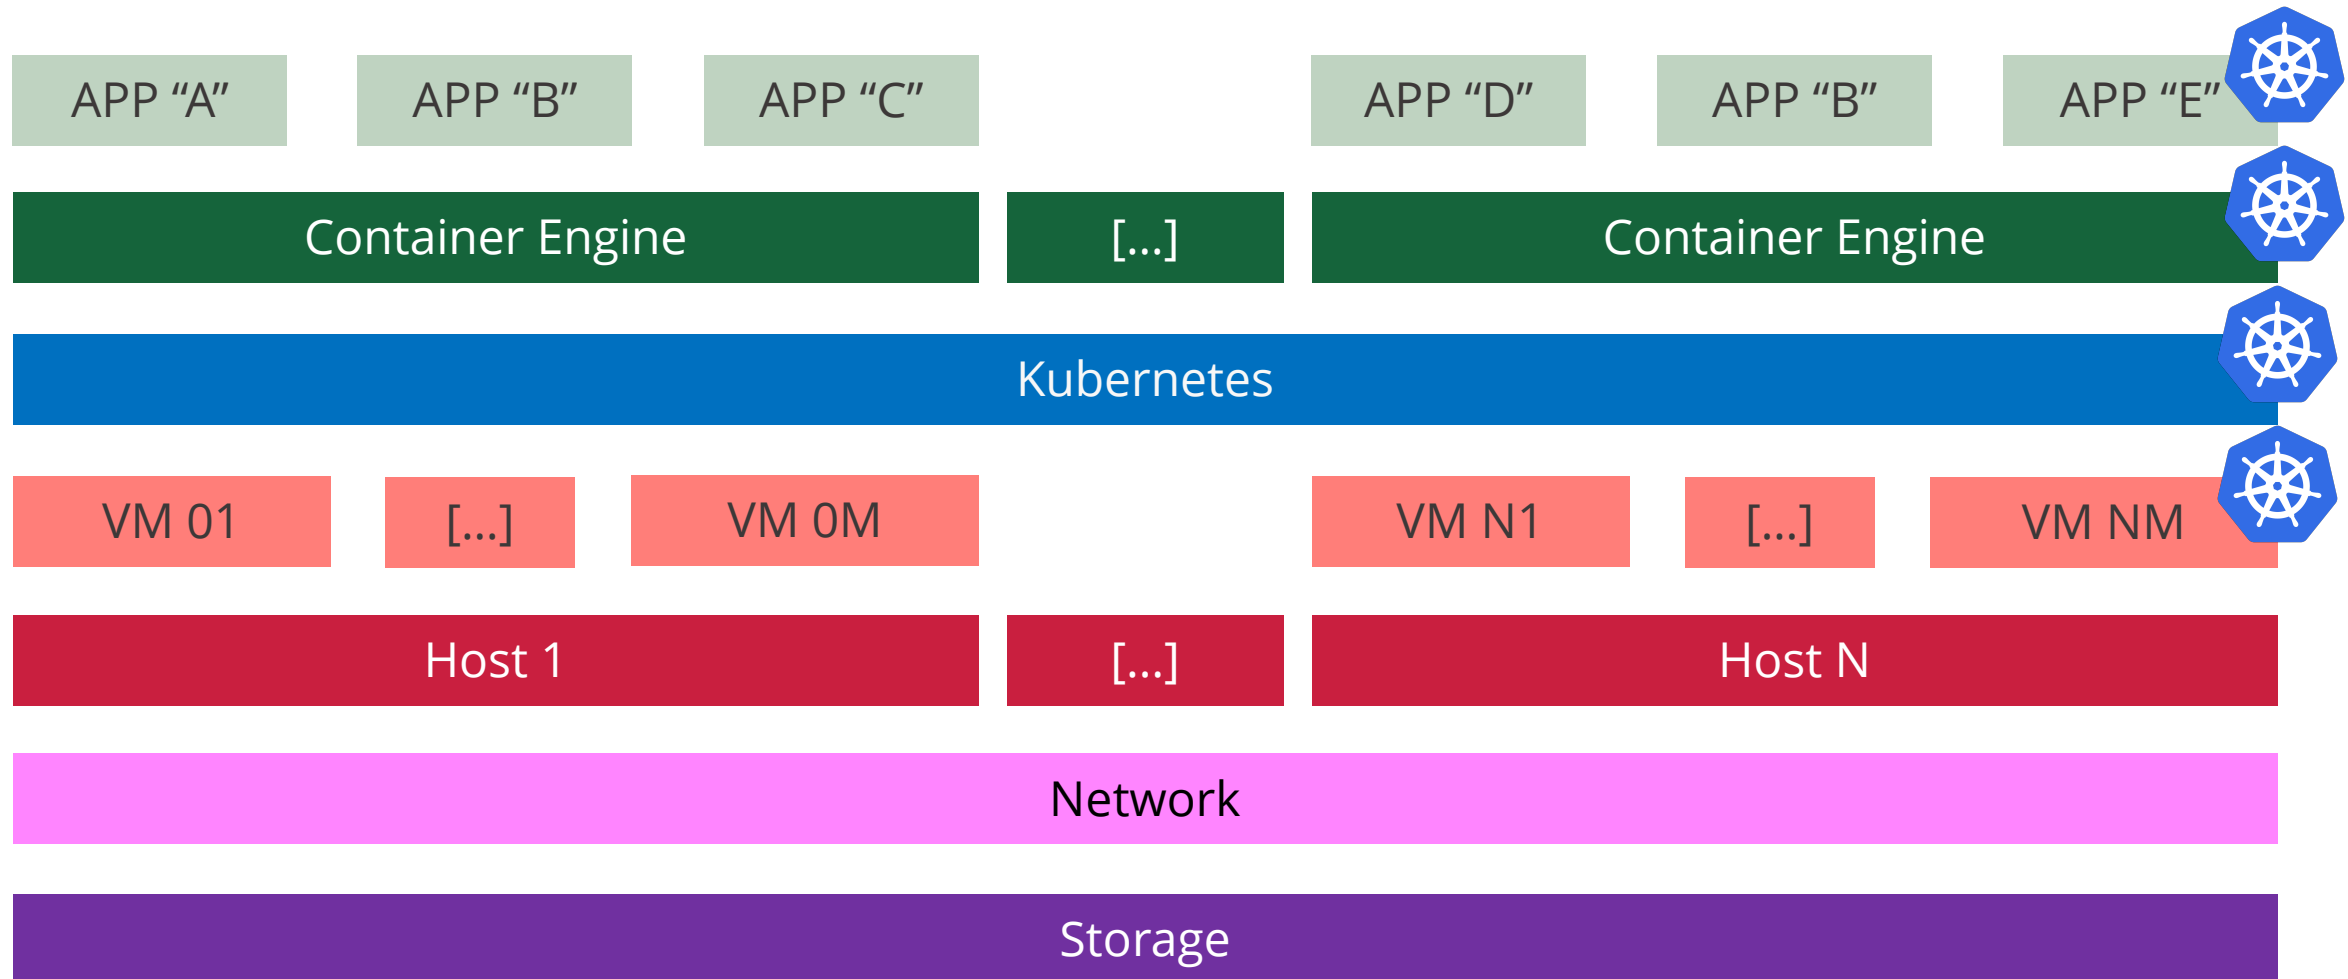 APP “A” APP “B” APP “C” APP “D” APP “B” APP “E”
Container Engine [...] Container Engine
Kubernetes
VM 01 [...] VM 0M VM N1 [...] VM NM
Host 1 [...] Host N
Network
Storage